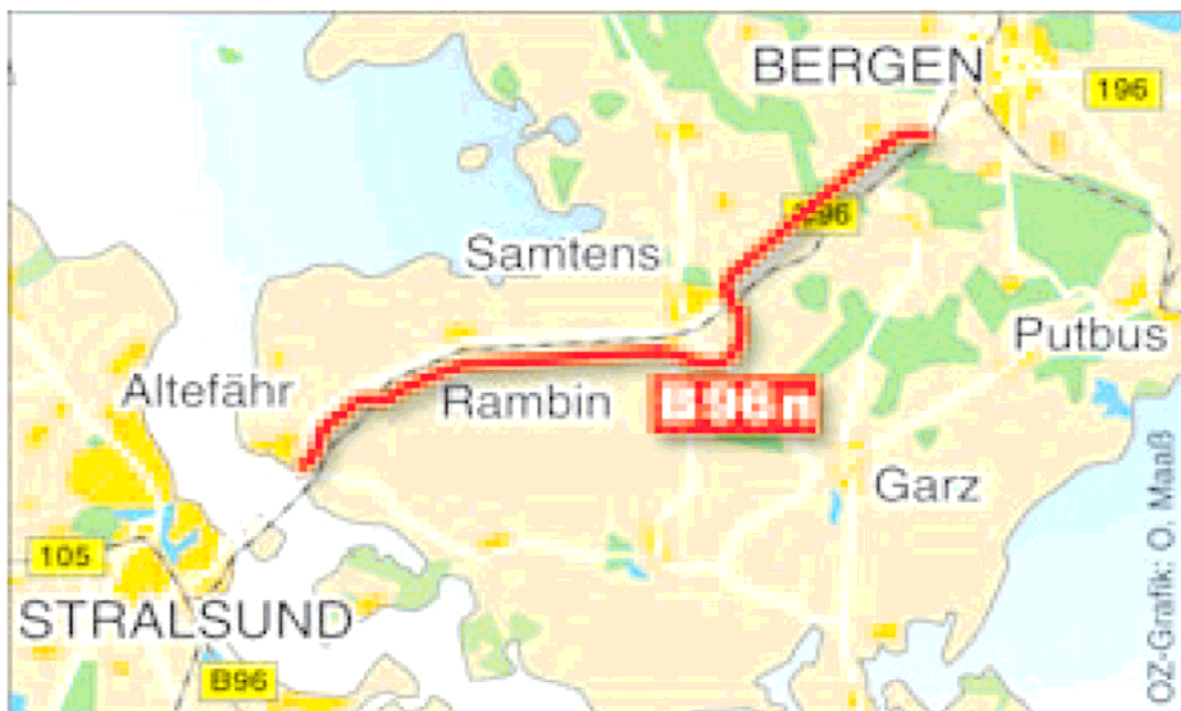 BERGEN
196
B96
Samtens
Putbus
Altefähr
Rambin
B96n
Garz
105
STRALSUND
B96
OZ-Grafik: O. Maaß